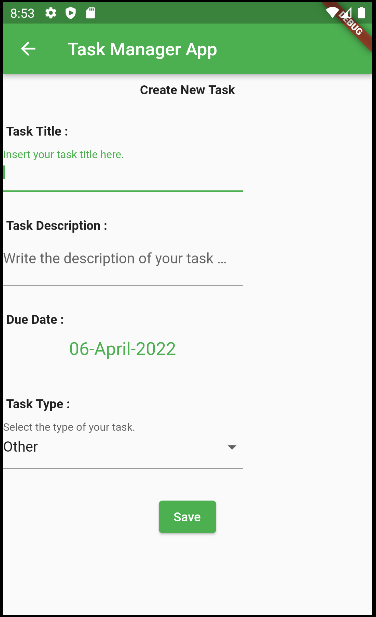 8:53
DEBUG
Task Manager App
Create New Task
Task Title :
Insert your task title here.
Task Description :
Write the description of your task ...
Due Date :
06-April-2022
Task Type :
Select the type of your task.
Other
Save